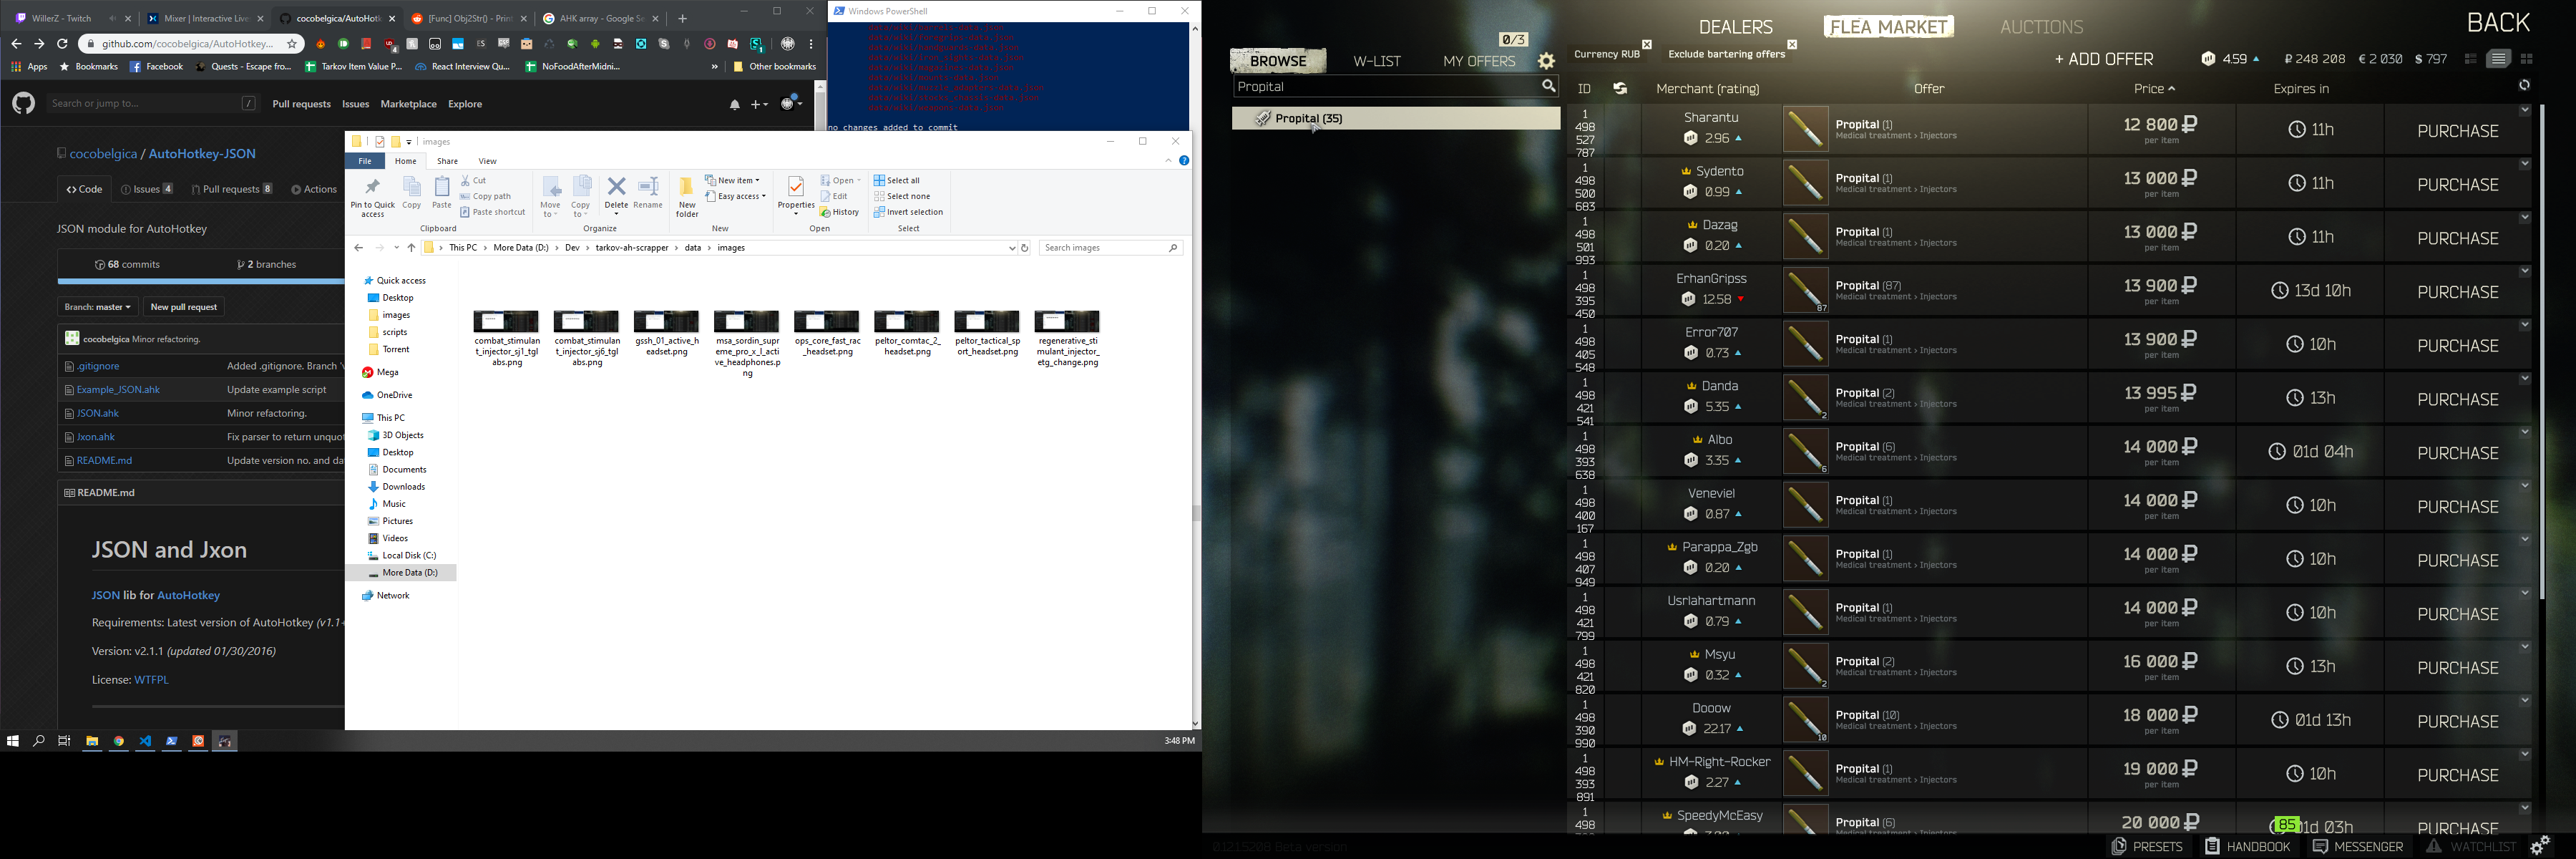 WillerZ - Twitch
Mixer | Interactive Live
cocobelgica/AutoHotk
[Func] Obj2Str() - Print
AHK array - Google Se
github.com/cocobelgica/AutoHotkey...
Apps
Bookmarks
Facebook
Quests - Escape fro...
Tarkov Item Value P...
React Interview Qu...
NoFoodAfterMidni...
»
Other bookmarks
Search or jump to...
/
Pull requests
Issues
Marketplace
Explore
cocobelgica / AutoHotkey-JSON
Code
Issues 4
Pull requests 8
Actions
JSON module for AutoHotkey
68 commits
2 branches
Branch: master
New pull request
cocobelgica Minor refactoring.
.gitignore
Added .gitignore. Branch 'v
Example_JSON.ahk
Update example script
JSON.ahk
Minor refactoring.
Jxon.ahk
Fix parser to return unquot
README.md
Update version no. and da
README.md
JSON and Jxon
JSON lib for AutoHotkey
Requirements: Latest version of AutoHotkey (v1.1+
Version: v2.1.1 (updated 01/30/2016)
License: WTFPL
Windows PowerShell
no changes added to commit
images
File
Home
Share
View
Pin to Quick access
Copy
Paste
Cut
Copy path
Paste shortcut
Clipboard
Move to
Copy to
Delete
Rename
Organize
New folder
New item
Easy access
New
Properties
Open
Edit
History
Open
Select all
Select none
Invert selection
Select
This PC > More Data (D:) > Dev > tarkov-ah-scrapper > data > images
Search images
Quick access
Desktop
images
scripts
Torrent
Mega
OneDrive
This PC
3D Objects
Desktop
Documents
Downloads
Music
Pictures
Videos
Local Disk (C:)
More Data (D:)
Network
combat_stimulant_injector_sj1_tglabs.png
combat_stimulant_injector_sj6_tglabs.png
gssh_01_active_headset.png
msa_sordin_supreme_pro_x_l_active_headphones.png
ops_core_fast_rac_headset.png
peltor_comtac_2_headset.png
peltor_tactical_sport_headset.png
regenerative_stimulant_injector_etg_change.png
3:48 PM
DEALERS
FLEA MARKET
AUCTIONS
BACK
0/3
BROWSE
W-LIST
MY OFFERS
Currency RUB
Exclude bartering offers
+ ADD OFFER
4.59
₽ 248 208
€ 2 030
$ 797
Propital
Propital (35)
ID
Merchant (rating)
Offer
Price
Expires in
1 498 527 787
Sharantu
2.96
Propital (1)
Medical treatment > Injectors
12 800 ₽
per item
11h
PURCHASE
1 498 500 683
Sydento
0.99
Propital (1)
Medical treatment > Injectors
13 000 ₽
per item
11h
PURCHASE
1 498 501 993
Dazag
0.20
Propital (1)
Medical treatment > Injectors
13 000 ₽
per item
11h
PURCHASE
1 498 395 450
ErhanGripss
12.58
87
Propital (87)
Medical treatment > Injectors
13 900 ₽
per item
13d 10h
PURCHASE
1 498 405 548
Error707
0.73
Propital (1)
Medical treatment > Injectors
13 900 ₽
per item
10h
PURCHASE
1 498 421 541
Danda
5.35
2
Propital (2)
Medical treatment > Injectors
13 995 ₽
per item
13h
PURCHASE
1 498 393 638
Albo
3.35
6
Propital (6)
Medical treatment > Injectors
14 000 ₽
per item
01d 04h
PURCHASE
1 498 400 167
Veneviel
0.87
Propital (1)
Medical treatment > Injectors
14 000 ₽
per item
10h
PURCHASE
1 498 407 949
Parappa_Zgb
0.20
Propital (1)
Medical treatment > Injectors
14 000 ₽
per item
10h
PURCHASE
1 498 421 799
Usrlahartmann
0.79
Propital (1)
Medical treatment > Injectors
14 000 ₽
per item
10h
PURCHASE
1 498 421 820
Msyu
0.32
2
Propital (2)
Medical treatment > Injectors
16 000 ₽
per item
13h
PURCHASE
1 498 390 990
Dooow
22.17
10
Propital (10)
Medical treatment > Injectors
18 000 ₽
per item
01d 13h
PURCHASE
1 498 393 891
HM-Right-Rocker
2.27
Propital (1)
Medical treatment > Injectors
19 000 ₽
per item
10h
PURCHASE
1 498
SpeedyMcEasy
Propital (6)
Medical treatment > Injectors
20 000 ₽
per item
85
01d 03h
PURCHASE
Beta version
PRESETS
HANDBOOK
MESSENGER
WATCHLIST